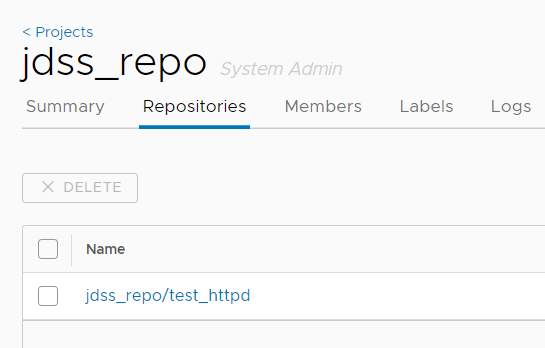 < Projects
jdss_repo System Admin
Summary Repositories Members Labels Logs
× DELETE
Name
jdss_repo/test_httpd